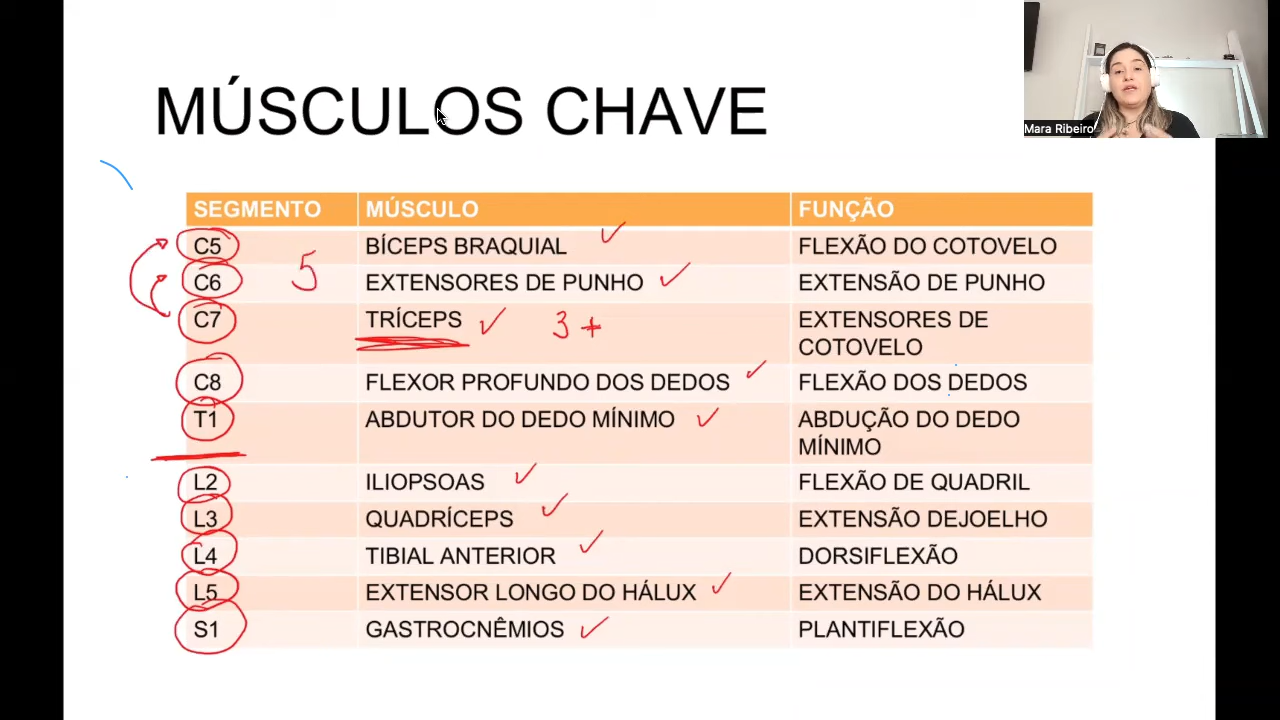 MÚSCULOS CHAVE
Mara Ribeiro
SEGMENTO MÚSCULO FUNÇÃO
C5 BÍCEPS BRAQUIAL FLEXÃO DO COTOVELO
C6 5 EXTENSORES DE PUNHO EXTENSÃO DE PUNHO
C7 TRÍCEPS 3+ EXTENSORES DE
COTOVELO
C8 FLEXOR PROFUNDO DOS DEDOS FLEXÃO DOS DEDOS
T1 ABDUTOR DO DEDO MÍNIMO ABDUÇÃO DO DEDO
MÍNIMO
L2 ILIOPSOAS FLEXÃO DE QUADRIL
L3 QUADRÍCEPS EXTENSÃO DEJOELHO
L4 TIBIAL ANTERIOR DORSIFLEXÃO
L5 EXTENSOR LONGO DO HÁLUX EXTENSÃO DO HÁLUX
S1 GASTROCNÊMIOS PLANTIFLEXÃO